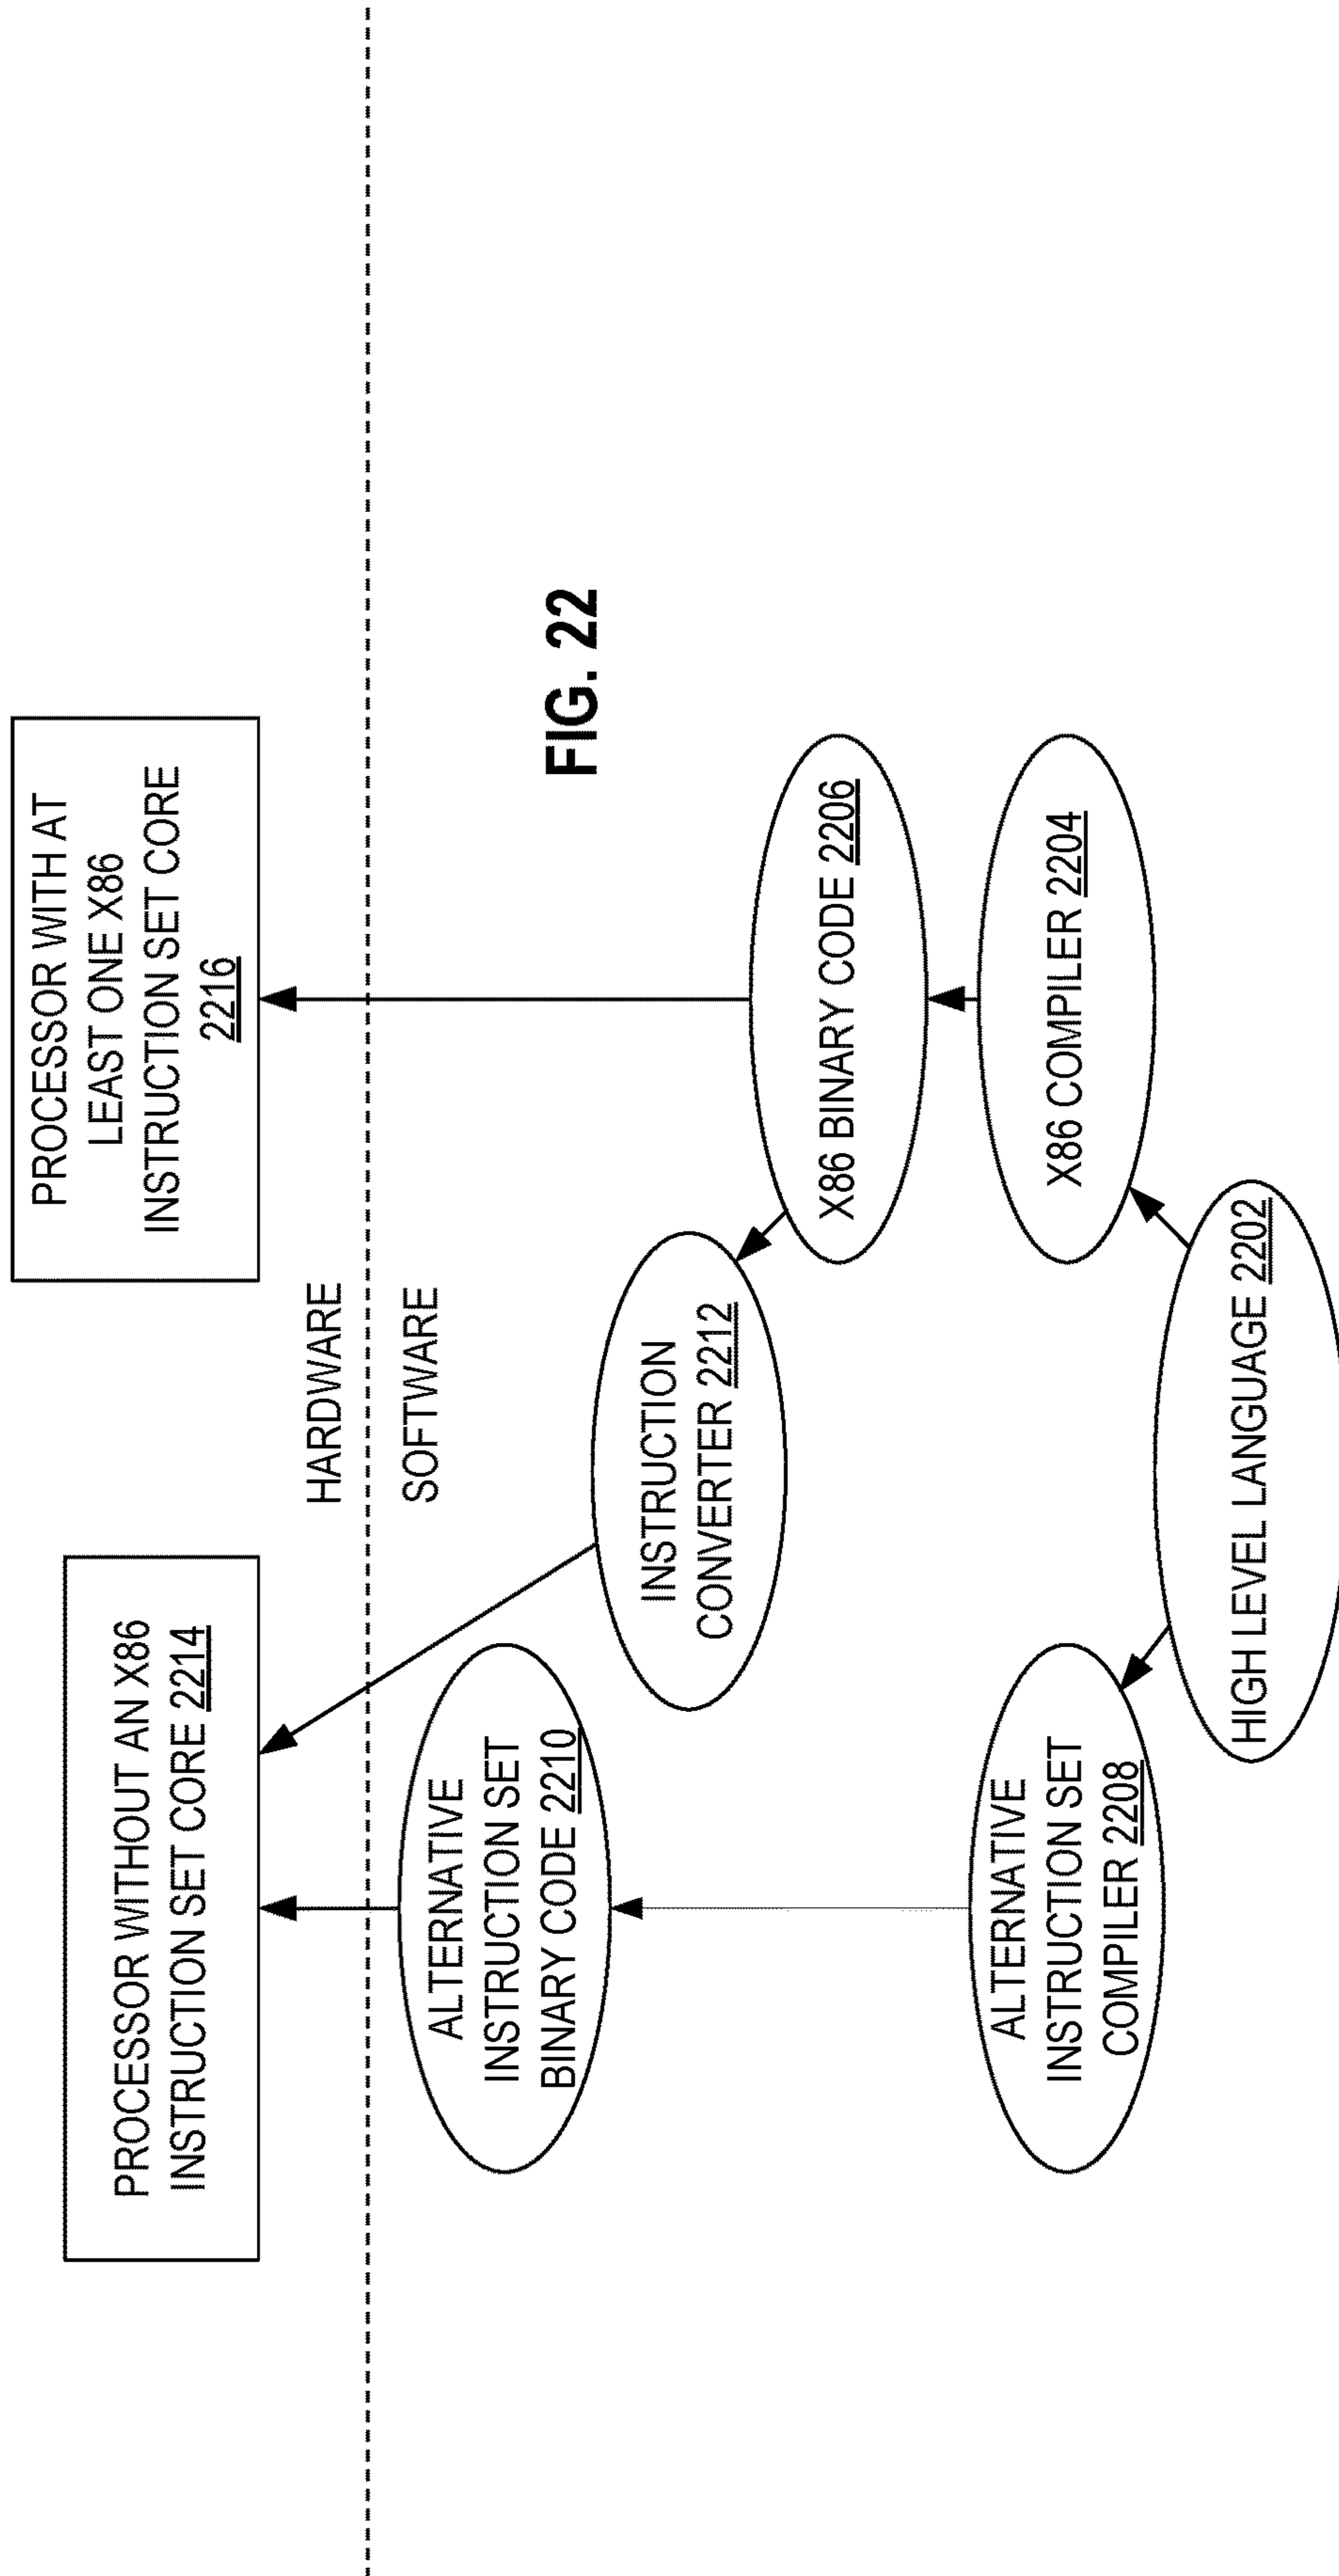 PROCESSOR WITHOUT AN X86
INSTRUCTION SET CORE 2214
PROCESSOR WITH AT
LEAST ONE X86
INSTRUCTION SET CORE
2216
HARDWARE
SOFTWARE
ALTERNATIVE
INSTRUCTION SET
BINARY CODE 2210
INSTRUCTION
CONVERTER 2212
FIG. 22
X86 BINARY CODE 2206
ALTERNATIVE
INSTRUCTION SET
COMPILER 2208
X86 COMPILER 2204
HIGH LEVEL LANGUAGE 2202